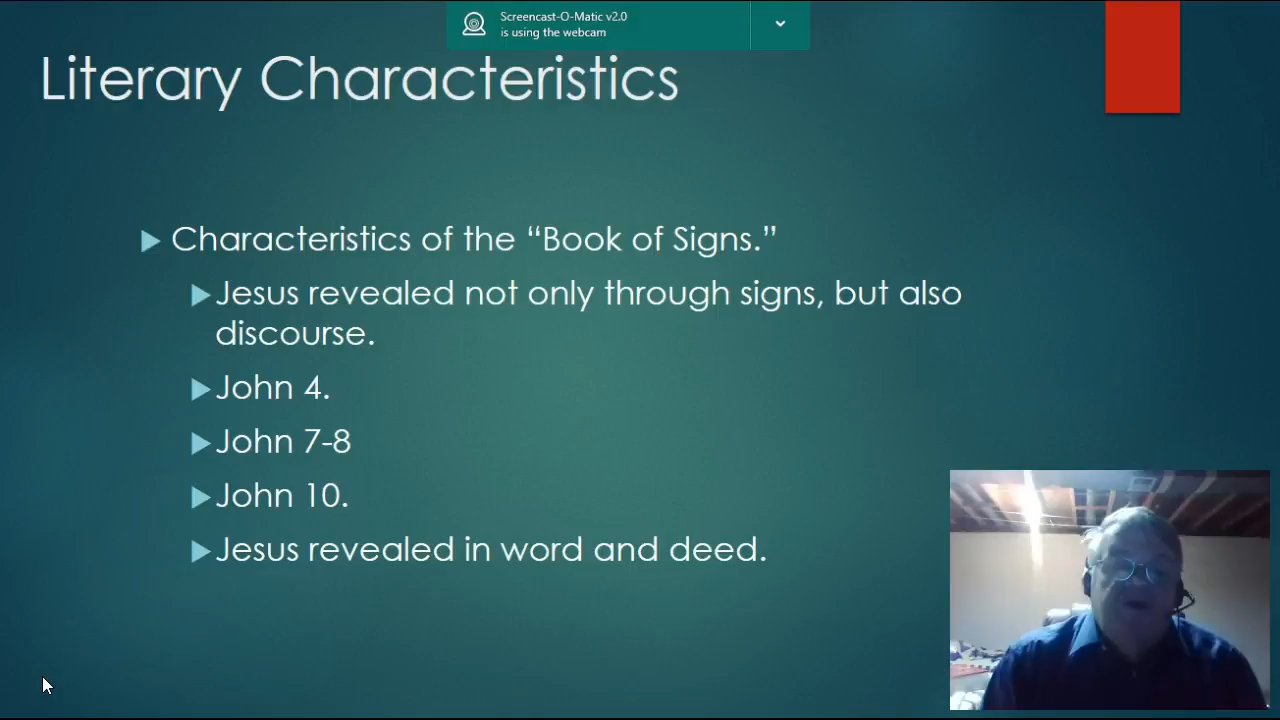 Screencast-O-Matic v2.0
is using the webcam
Literary Characteristics
Characteristics of the “Book of Signs.”
Jesus revealed not only through signs, but also
discourse.
John 4.
John 7-8
John 10.
Jesus revealed in word and deed.